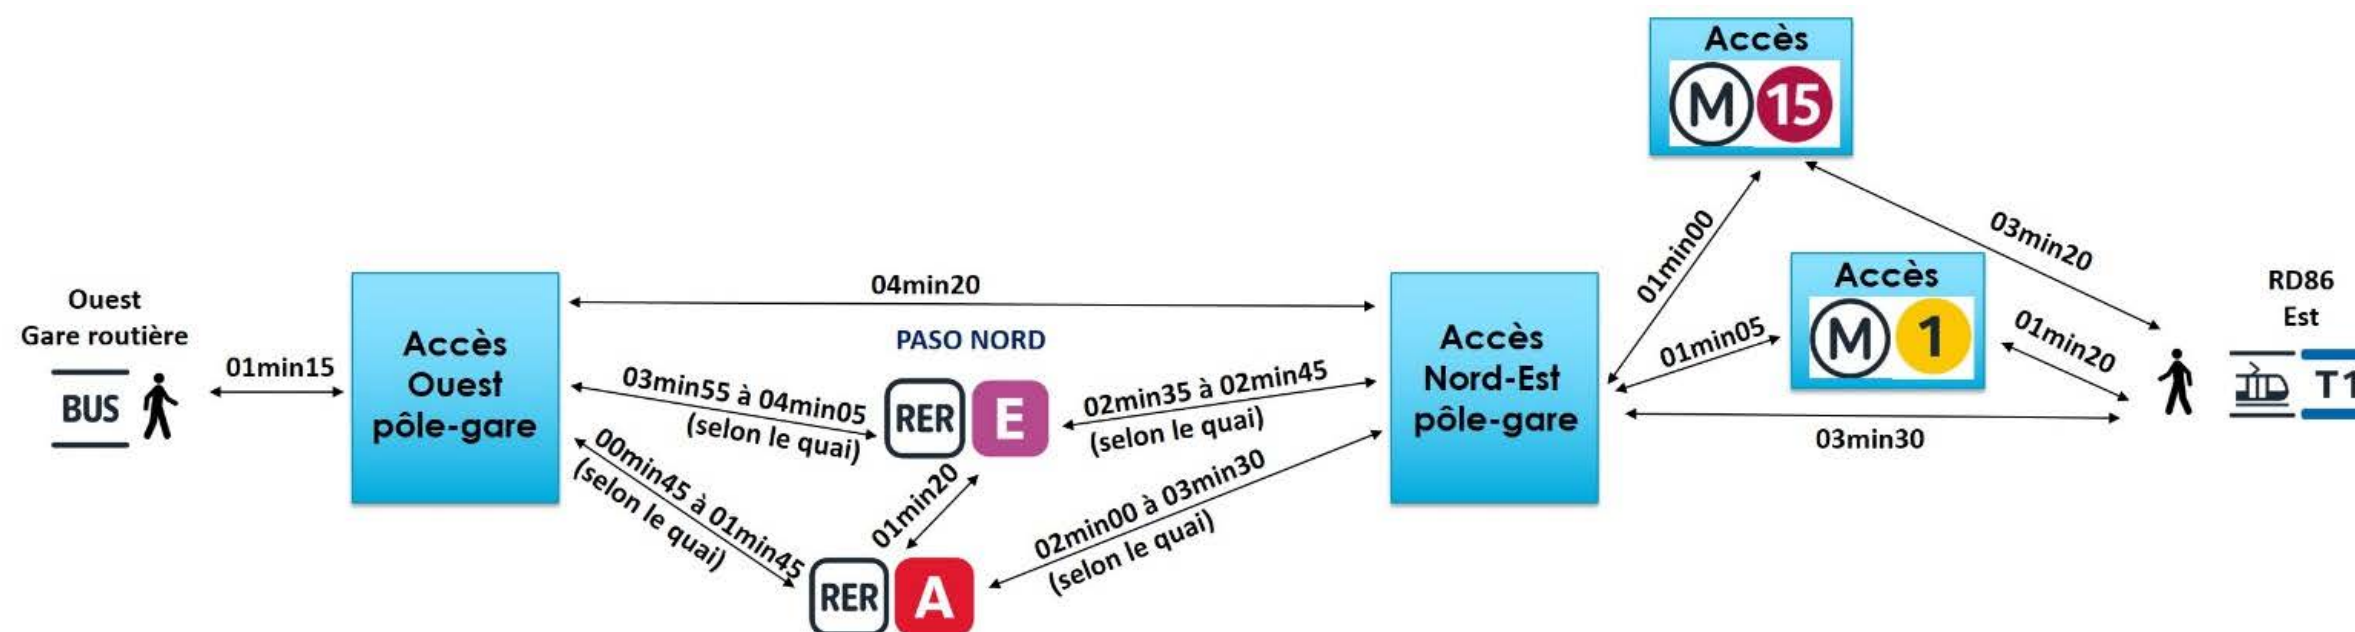 Accès
M 15
01min00
03min20
Ouest
Gare routière
BUS
01min15
Accès
Ouest
pôle-gare
04min20
PASO NORD
03min55 à 04min05
(selon le quai)
RER E
02min35 à 02min45
(selon le quai)
00min45 à 01min45
(selon le quai)
01min20
RER A
02min00 à 03min30
(selon le quai)
Accès
Nord-Est
pôle-gare
01min05
Accès
M 1
01min20
03min30
RD86
Est
T1